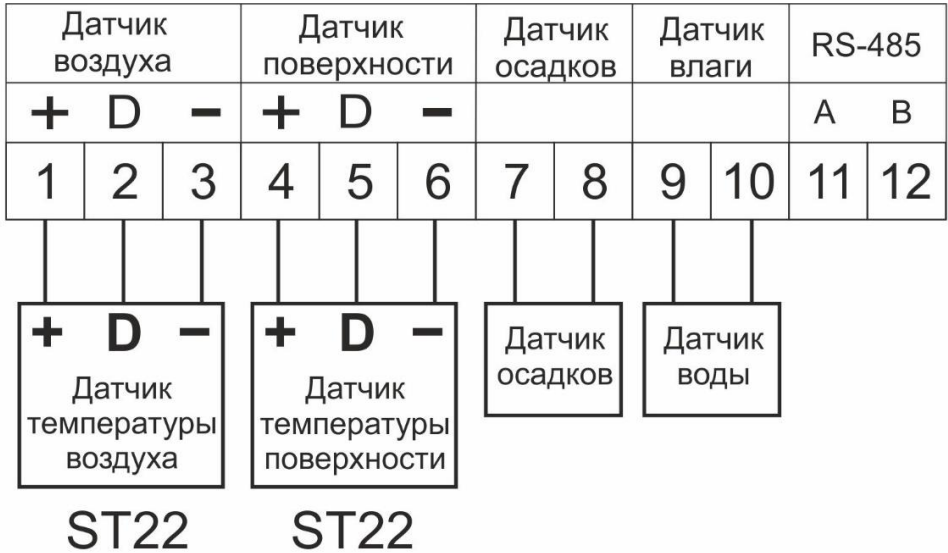 Датчик воздуха Датчик поверхности Датчик осадков Датчик влаги RS-485
+ D − + D − A B
1 2 3 4 5 6 7 8 9 10 11 12
+ D −
Датчик
температуры
воздуха
ST22
+ D −
Датчик
температуры
поверхности
ST22
Датчик
осадков
Датчик
воды